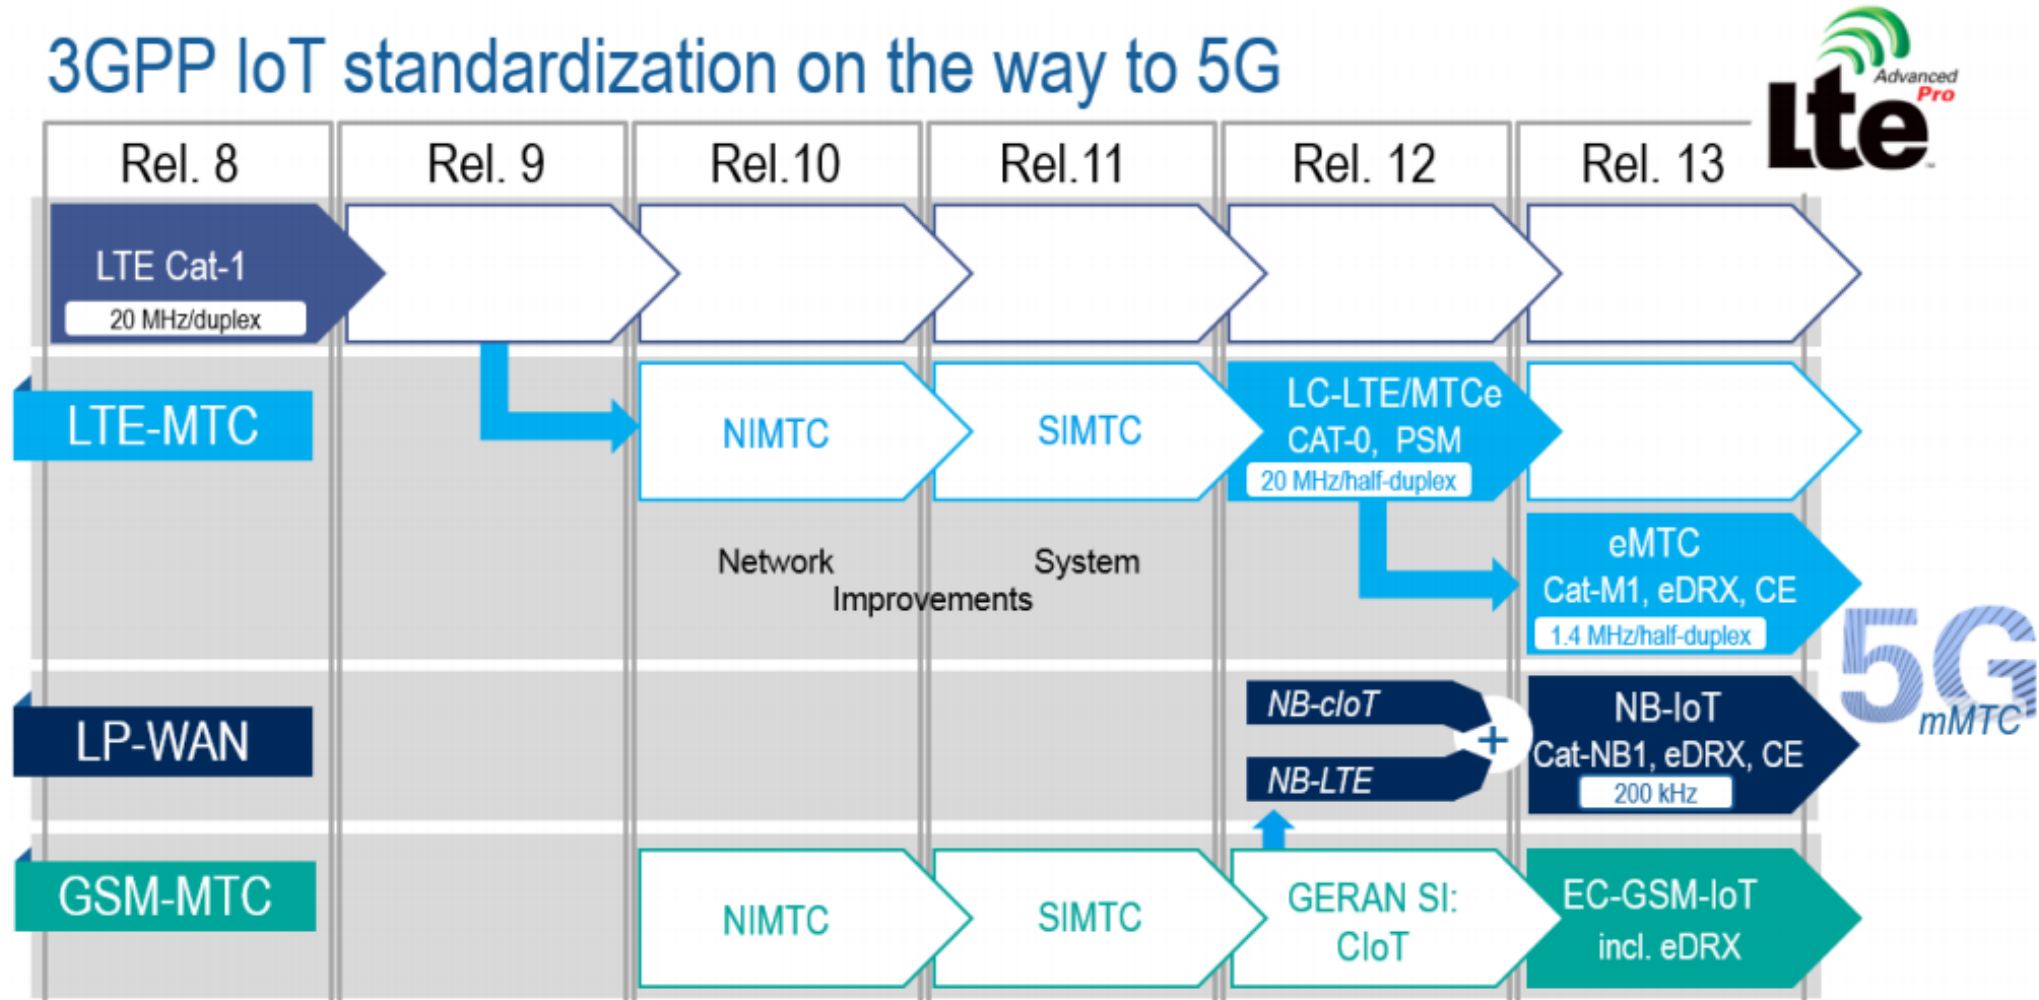 3GPP IoT standardization on the way to 5G
Advanced
Pro
Lte
Rel. 8
Rel. 9
Rel.10
Rel.11
Rel. 12
Rel. 13
LTE Cat-1
20 MHz/duplex
LTE-MTC
NIMTC
SIMTC
LC-LTE/MTCe
CAT-0, PSM
20 MHz/half-duplex
Network
System
Improvements
eMTC
Cat-M1, eDRX, CE
1.4 MHz/half-duplex
5G
mMTC
LP-WAN
NB-cIoT
+
NB-LTE
NB-IoT
Cat-NB1, eDRX, CE
200 kHz
GSM-MTC
NIMTC
SIMTC
GERAN SI:
CIoT
EC-GSM-IoT
incl. eDRX